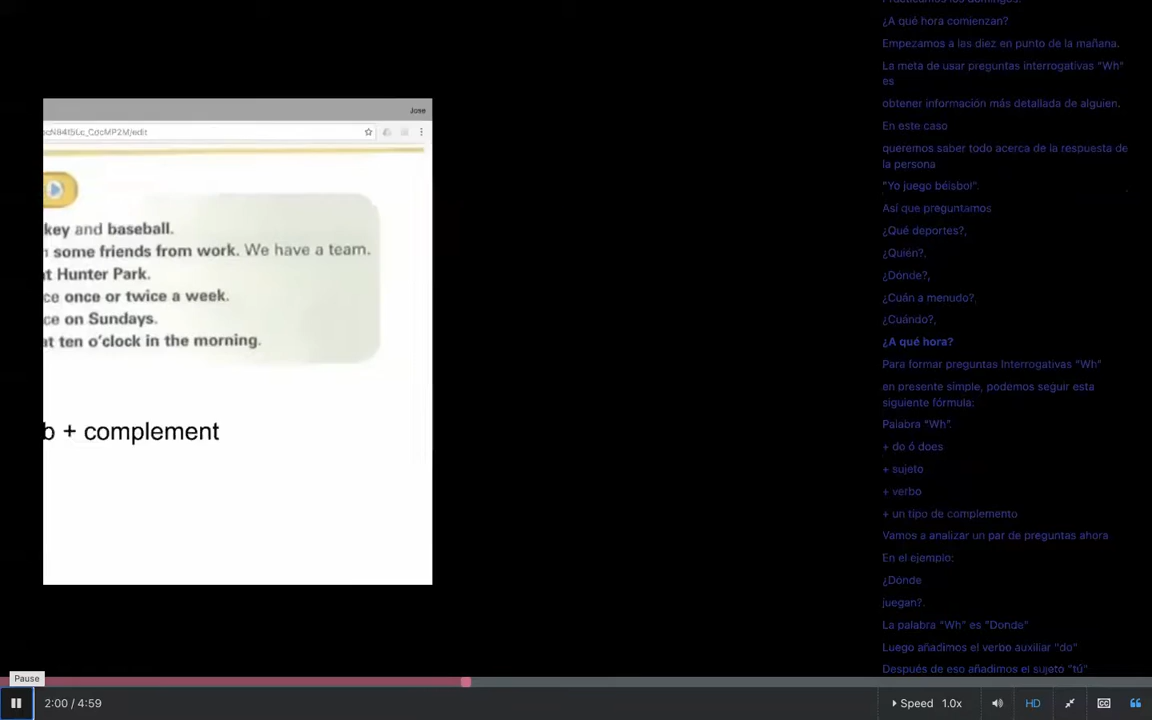 Jose
ocN84f5Lc_CdcMP2M/edit
key and baseball.
some friends from work. We have a team.
at Hunter Park.
ce once or twice a week.
ce on Sundays.
at ten o'clock in the morning.
b + complement
¿A qué hora comienzan?
Empezamos a las diez en punto de la mañana.
La meta de usar preguntas interrogativas "Wh"
es
obtener información más detallada de alguien.
En este caso
queremos saber todo acerca de la respuesta de
la persona
"Yo juego béisbol".
Así que preguntamos
¿Qué deportes?,
¿Quién?,
¿Dónde?,
¿Cuán a menudo?,
¿Cuándo?,
¿A qué hora?
Para formar preguntas Interrogativas "Wh"
en presente simple, podemos seguir esta
siguiente fórmula:
Palabra "Wh".
+ do ó does
+ sujeto
+ verbo
+ un tipo de complemento
Vamos a analizar un par de preguntas ahora
En el ejemplo:
¿Dónde
juegan?.
La palabra "Wh" es "Donde"
Luego añadimos el verbo auxiliar "do"
Después de eso añadimos el sujeto "tú"
Pause
2:00 / 4:59
Speed 1.0x
HD
CC